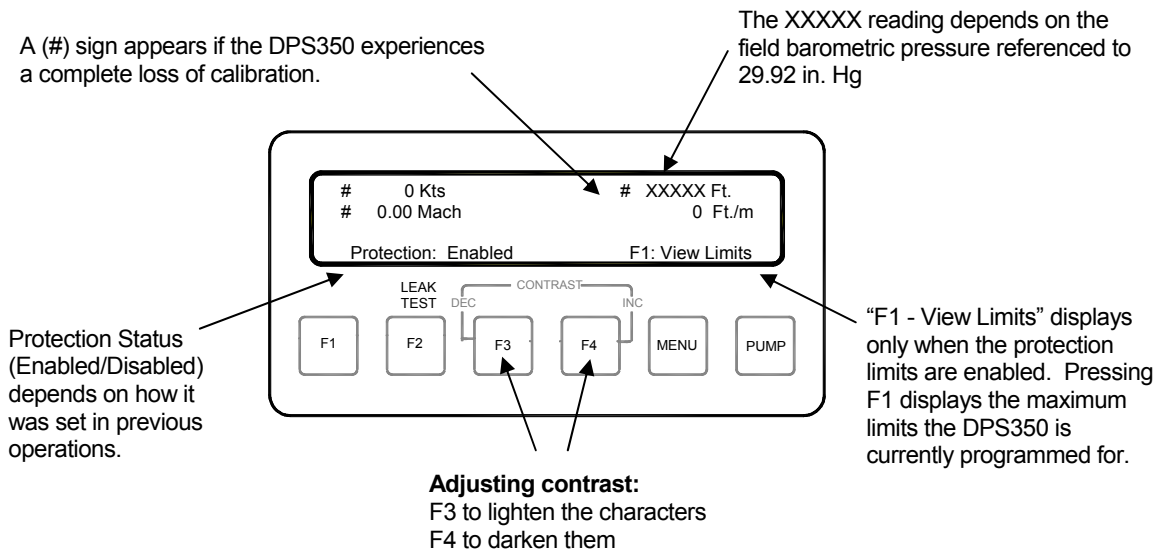 A (#) sign appears if the DPS350 experiences
a complete loss of calibration.
The XXXXX reading depends on the
field barometric pressure referenced to
29.92 in. Hg
# 0 Kts # XXXXX Ft.
# 0.00 Mach 0 Ft./m
Protection: Enabled F1: View Limits
LEAK
TEST
DEC
CONTRAST
INC
F1 F2 F3 F4 MENU PUMP
Protection Status
(Enabled/Disabled)
depends on how it
was set in previous
operations.
“F1 - View Limits” displays
only when the protection
limits are enabled. Pressing
F1 displays the maximum
limits the DPS350 is
currently programmed for.
Adjusting contrast:
F3 to lighten the characters
F4 to darken them